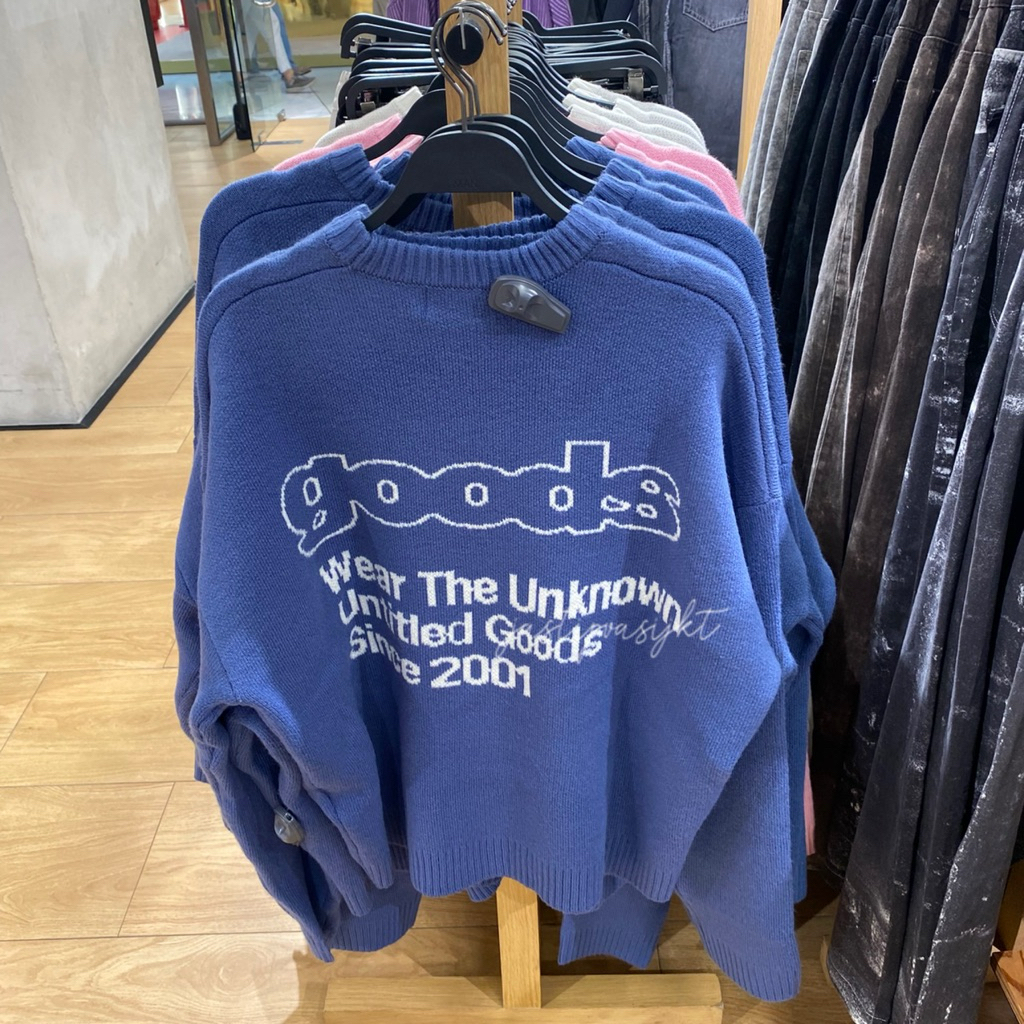 goods
Wear The Unknown
Untitled Goods
Since 2001